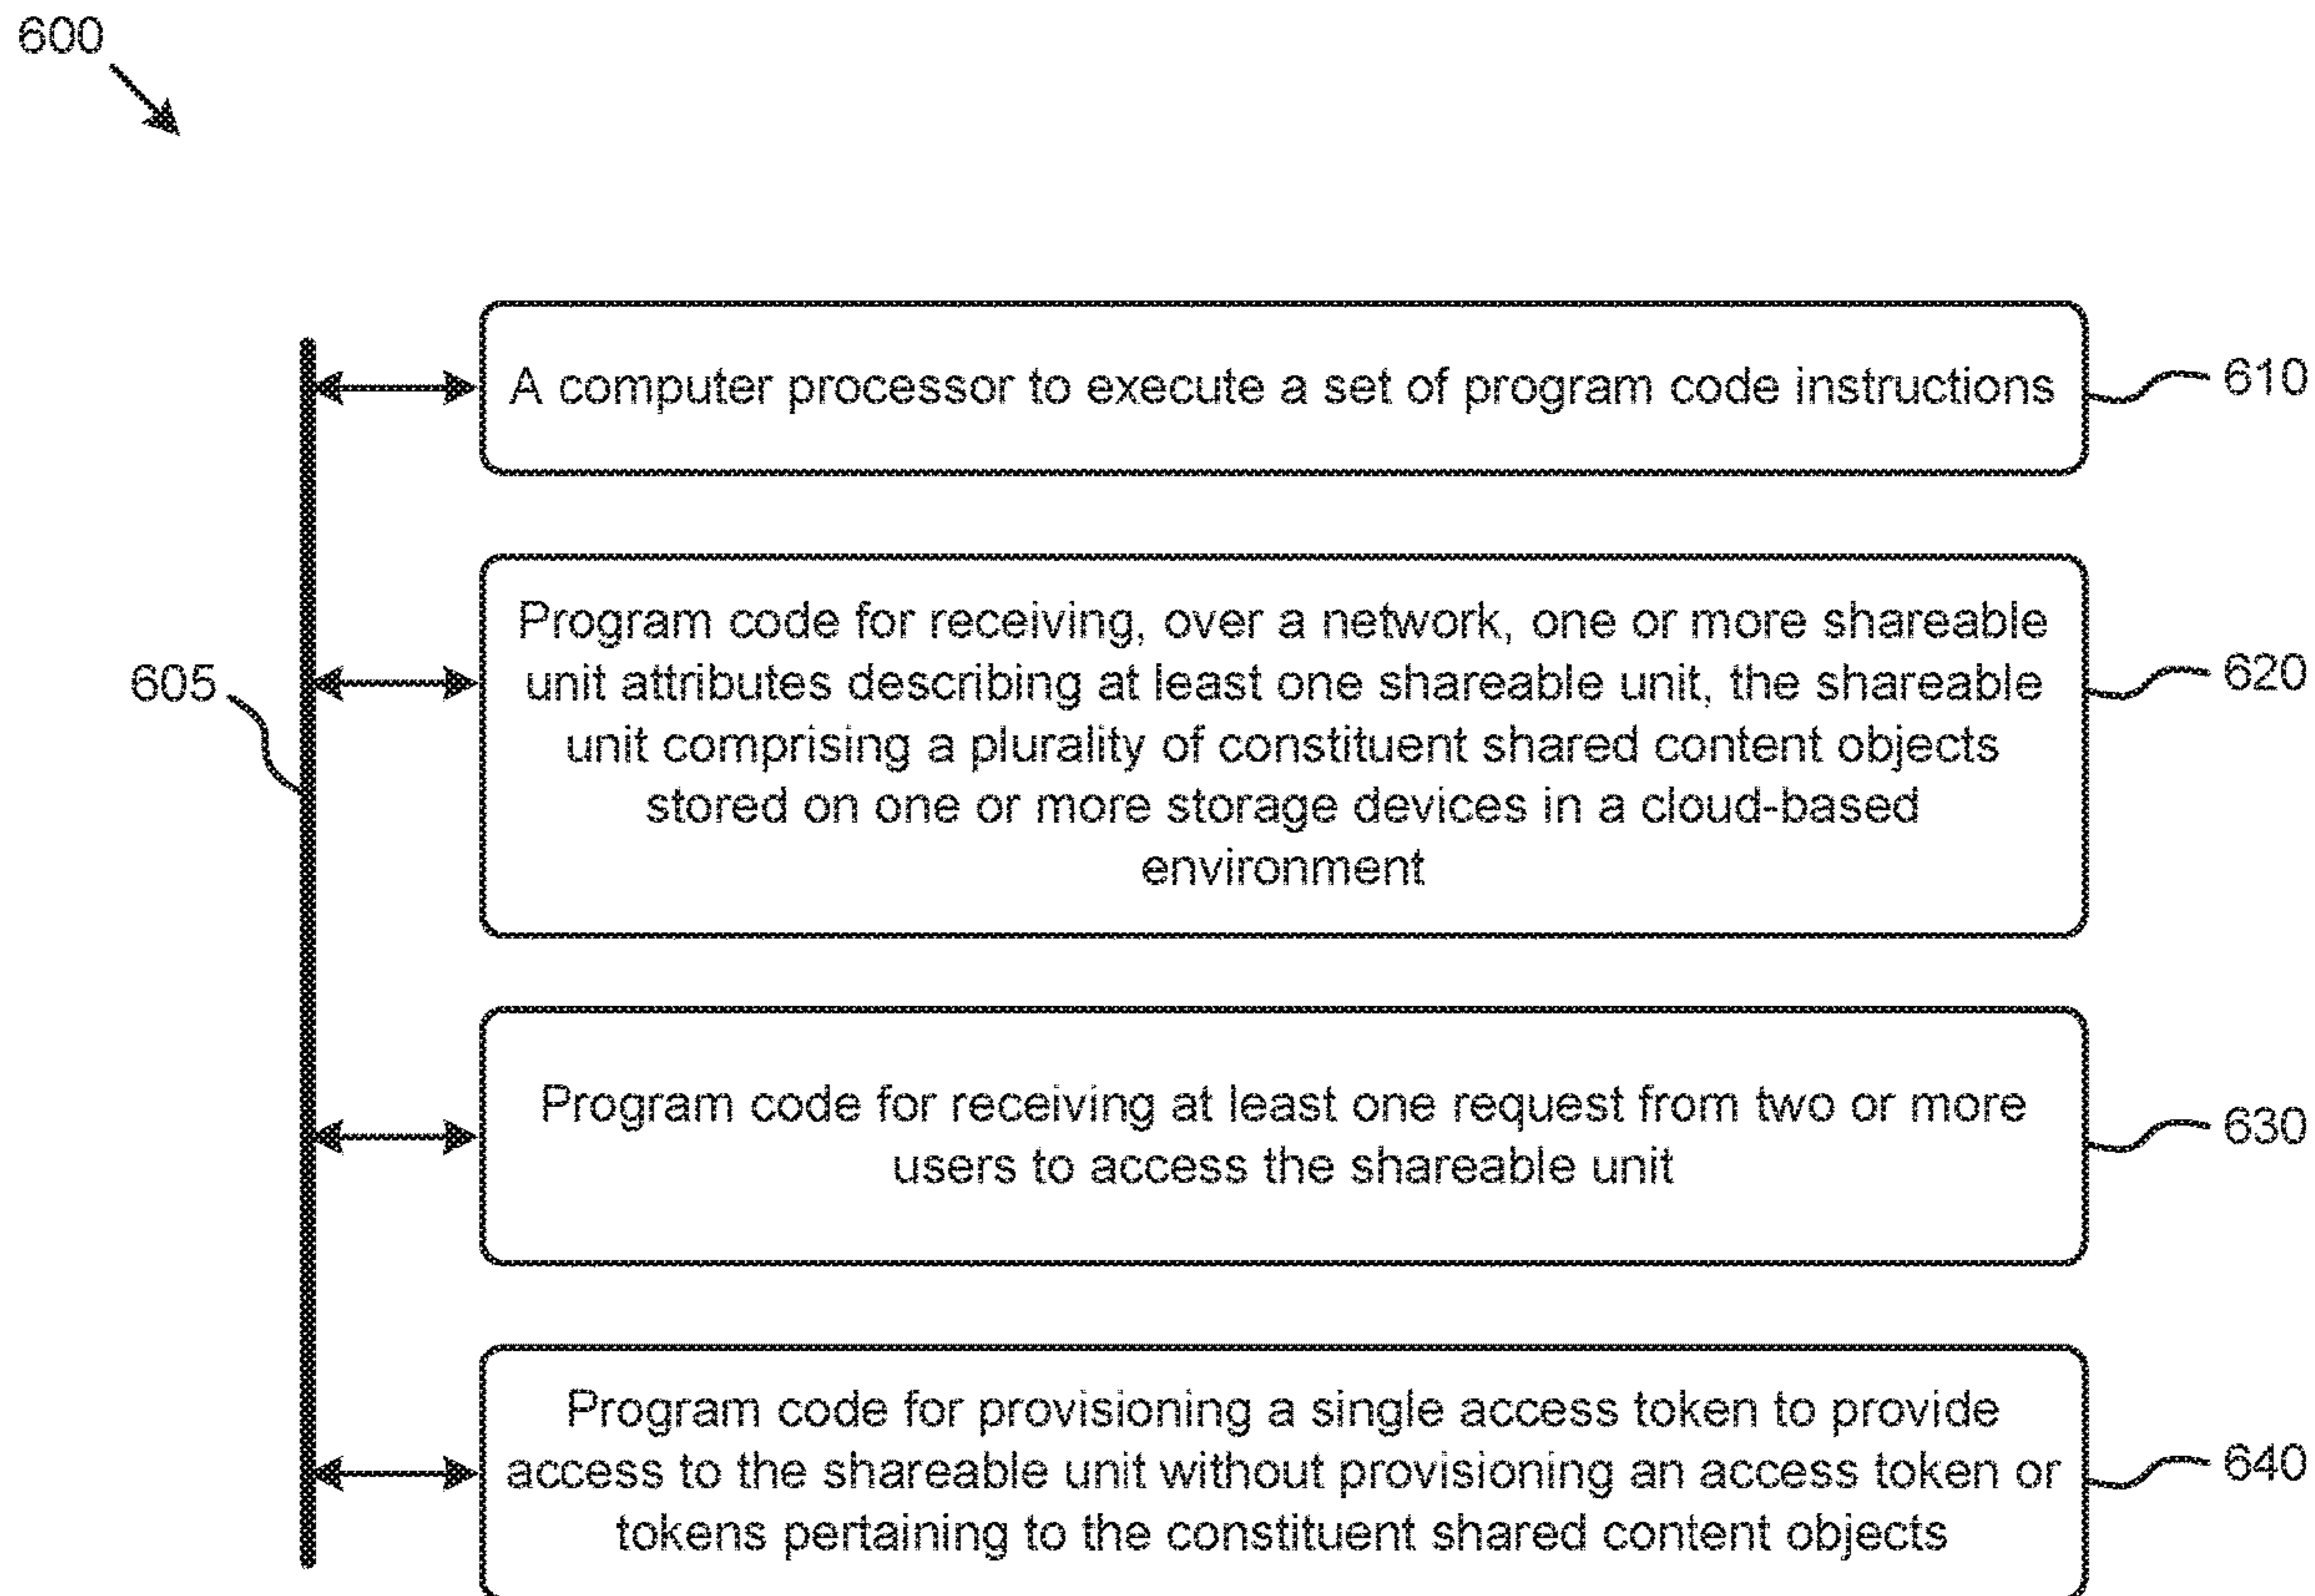 600
A computer processor to execute a set of program code instructions
610
Program code for receiving, over a network, one or more shareable
unit attributes describing at least one shareable unit, the shareable
unit comprising a plurality of constituent shared content objects
stored on one or more storage devices in a cloud-based
environment
605
620
Program code for receiving at least one request from two or more
users to access the shareable unit
630
Program code for provisioning a single access token to provide
access to the shareable unit without provisioning an access token or
tokens pertaining to the constituent shared content objects
640